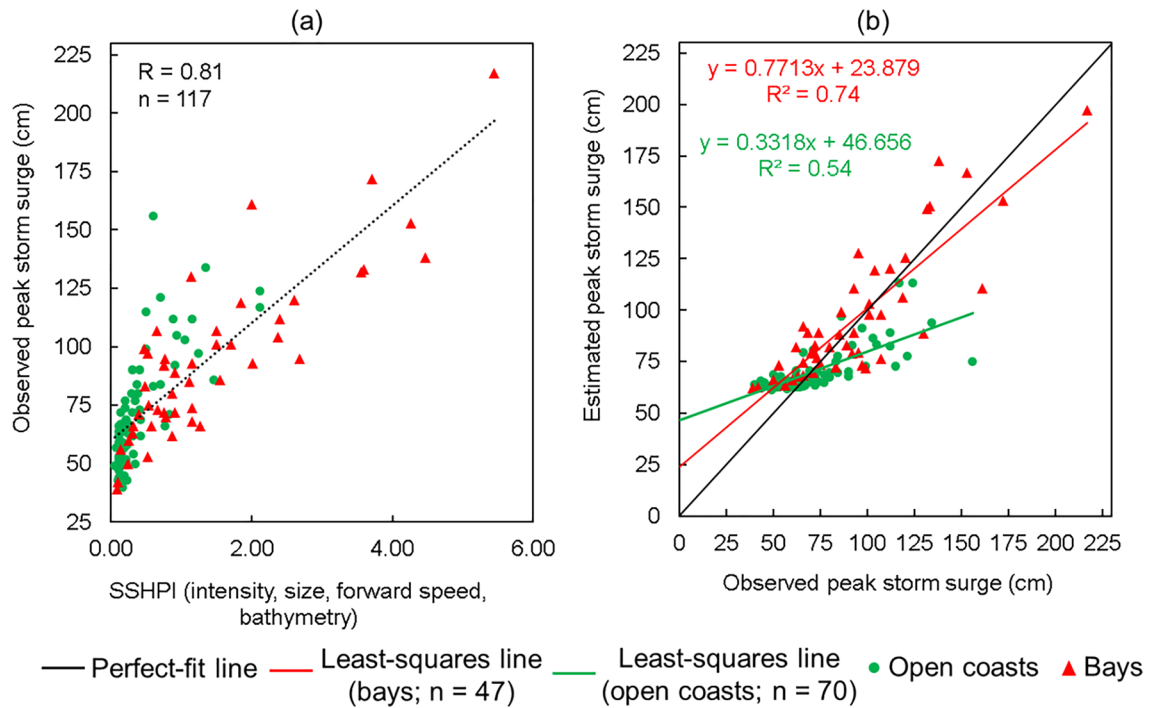 (a)
R = 0.81
n = 117
Observed peak storm surge (cm)
225
200
175
150
125
100
75
50
25
0.00 2.00 4.00 6.00
SSHPI (intensity, size, forward speed,
bathymetry)
(b)
y = 0.7713x + 23.879
R² = 0.74
y = 0.3318x + 46.656
R² = 0.54
Estimated peak storm surge (cm)
225
200
175
150
125
100
75
50
25
0
0 25 50 75 100 125 150 175 200 225
Observed peak storm surge (cm)
Perfect-fit line
Least-squares line
(bays; n = 47)
Least-squares line
(open coasts; n = 70)
Open coasts
Bays